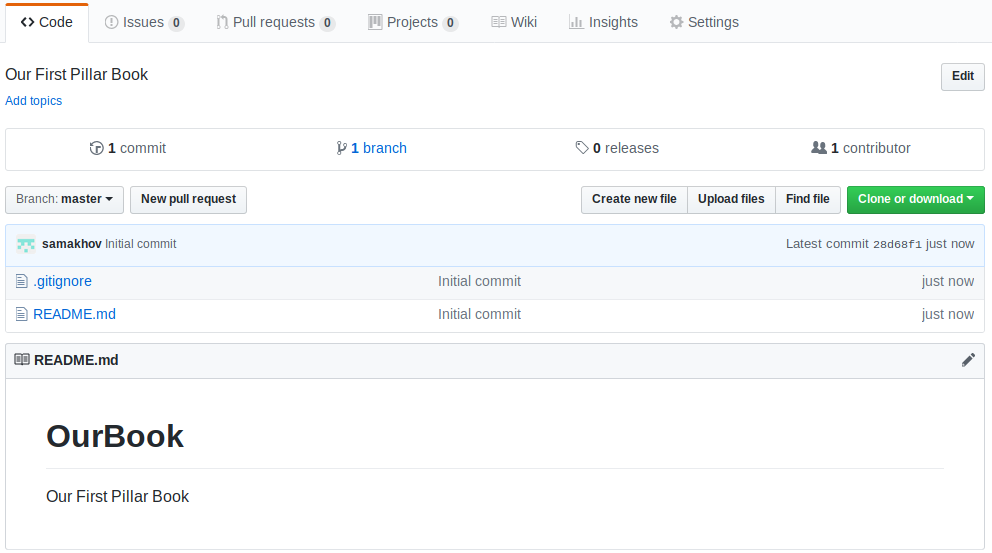 Code Issues 0 Pull requests 0 Projects 0 Wiki Insights Settings
Our First Pillar Book Edit
Add topics
1 commit 1 branch 0 releases 1 contributor
Branch: master New pull request Create new file Upload files Find file Clone or download
samakhov Initial commit Latest commit 28d68f1 just now
.gitignore Initial commit just now
README.md Initial commit just now
README.md
OurBook
Our First Pillar Book